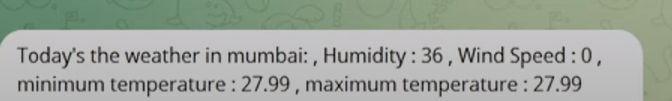 Today's the weather in mumbai: , Humidity : 36 , Wind Speed : 0 ,
minimum temperature : 27.99 , maximum temperature : 27.99